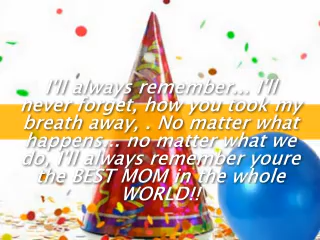 I'll always remember... I'll
never forget, how you took my
breath away, . No matter what
happens... no matter what we
do, I'll always remember youre
the BEST MOM in the whole
WORLD!!